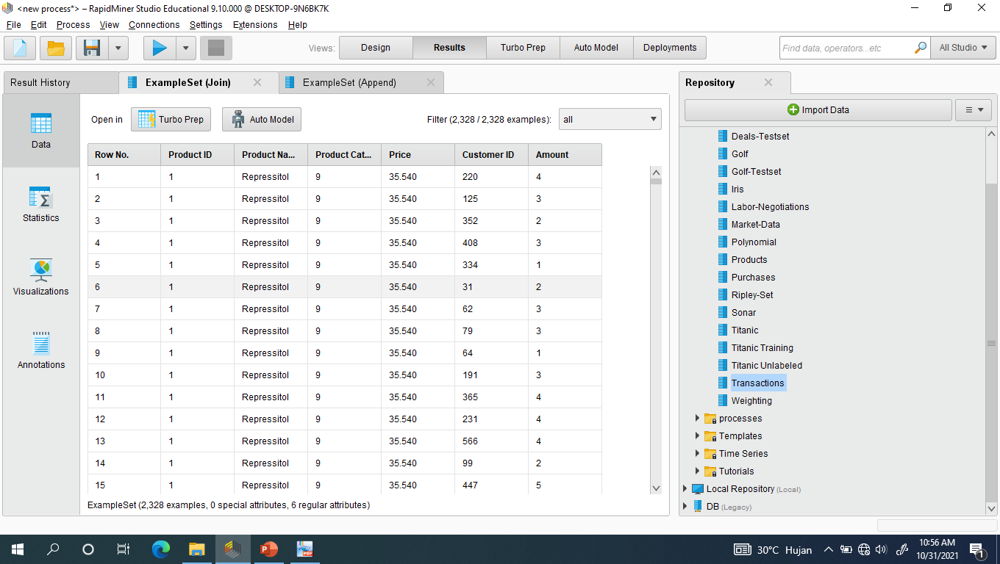 <new process*> – RapidMiner Studio Educational 9.10.000 @ DESKTOP-9N6BK7K
File Edit Process View Connections Settings Extensions Help
Views: Design Results Turbo Prep Auto Model Deployments Find data, operators...etc All Studio
Result History ExampleSet (Join) ExampleSet (Append)
Open in Turbo Prep Auto Model Filter (2,328 / 2,328 examples): all
Data
Statistics
Visualizations
Annotations
Row No. Product ID Product Na... Product Cat... Price Customer ID Amount
1 1 Repressitol 9 35.540 220 4
2 1 Repressitol 9 35.540 125 3
3 1 Repressitol 9 35.540 352 2
4 1 Repressitol 9 35.540 408 3
5 1 Repressitol 9 35.540 334 1
6 1 Repressitol 9 35.540 31 2
7 1 Repressitol 9 35.540 62 3
8 1 Repressitol 9 35.540 79 3
9 1 Repressitol 9 35.540 64 1
10 1 Repressitol 9 35.540 191 3
11 1 Repressitol 9 35.540 365 4
12 1 Repressitol 9 35.540 231 4
13 1 Repressitol 9 35.540 566 4
14 1 Repressitol 9 35.540 99 2
15 1 Repressitol 9 35.540 447 5
ExampleSet (2,328 examples, 0 special attributes, 6 regular attributes)
Repository
Import Data
Deals-Testset
Golf
Golf-Testset
Iris
Labor-Negotiations
Market-Data
Polynomial
Products
Purchases
Ripley-Set
Sonar
Titanic
Titanic Training
Titanic Unlabeled
Transactions
Weighting
processes
Templates
Time Series
Tutorials
Local Repository (Local)
DB (Legacy)
30°C Hujan
10:56 AM
10/31/2021
1